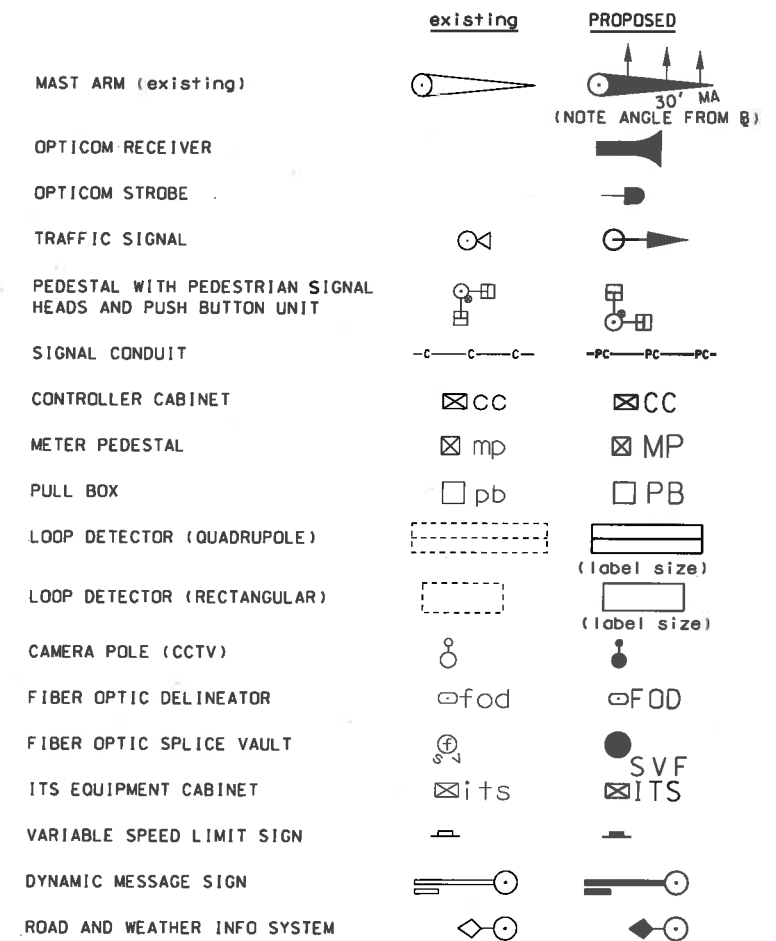 existing PROPOSED
MAST ARM (existing)
30' MA
(NOTE ANGLE FROM B)
OPTICOM RECEIVER
OPTICOM STROBE
TRAFFIC SIGNAL
PEDESTAL WITH PEDESTRIAN SIGNAL
HEADS AND PUSH BUTTON UNIT
SIGNAL CONDUIT -C-C-C- -PC-PC-PC-
CONTROLLER CABINET cc CC
METER PEDESTAL mp MP
PULL BOX pb PB
LOOP DETECTOR (QUADRUPOLE)
(label size)
LOOP DETECTOR (RECTANGULAR)
(label size)
CAMERA POLE (CCTV)
FIBER OPTIC DELINEATOR fod FOD
FIBER OPTIC SPLICE VAULT f s v SVF
ITS EQUIPMENT CABINET its ITS
VARIABLE SPEED LIMIT SIGN
DYNAMIC MESSAGE SIGN
ROAD AND WEATHER INFO SYSTEM